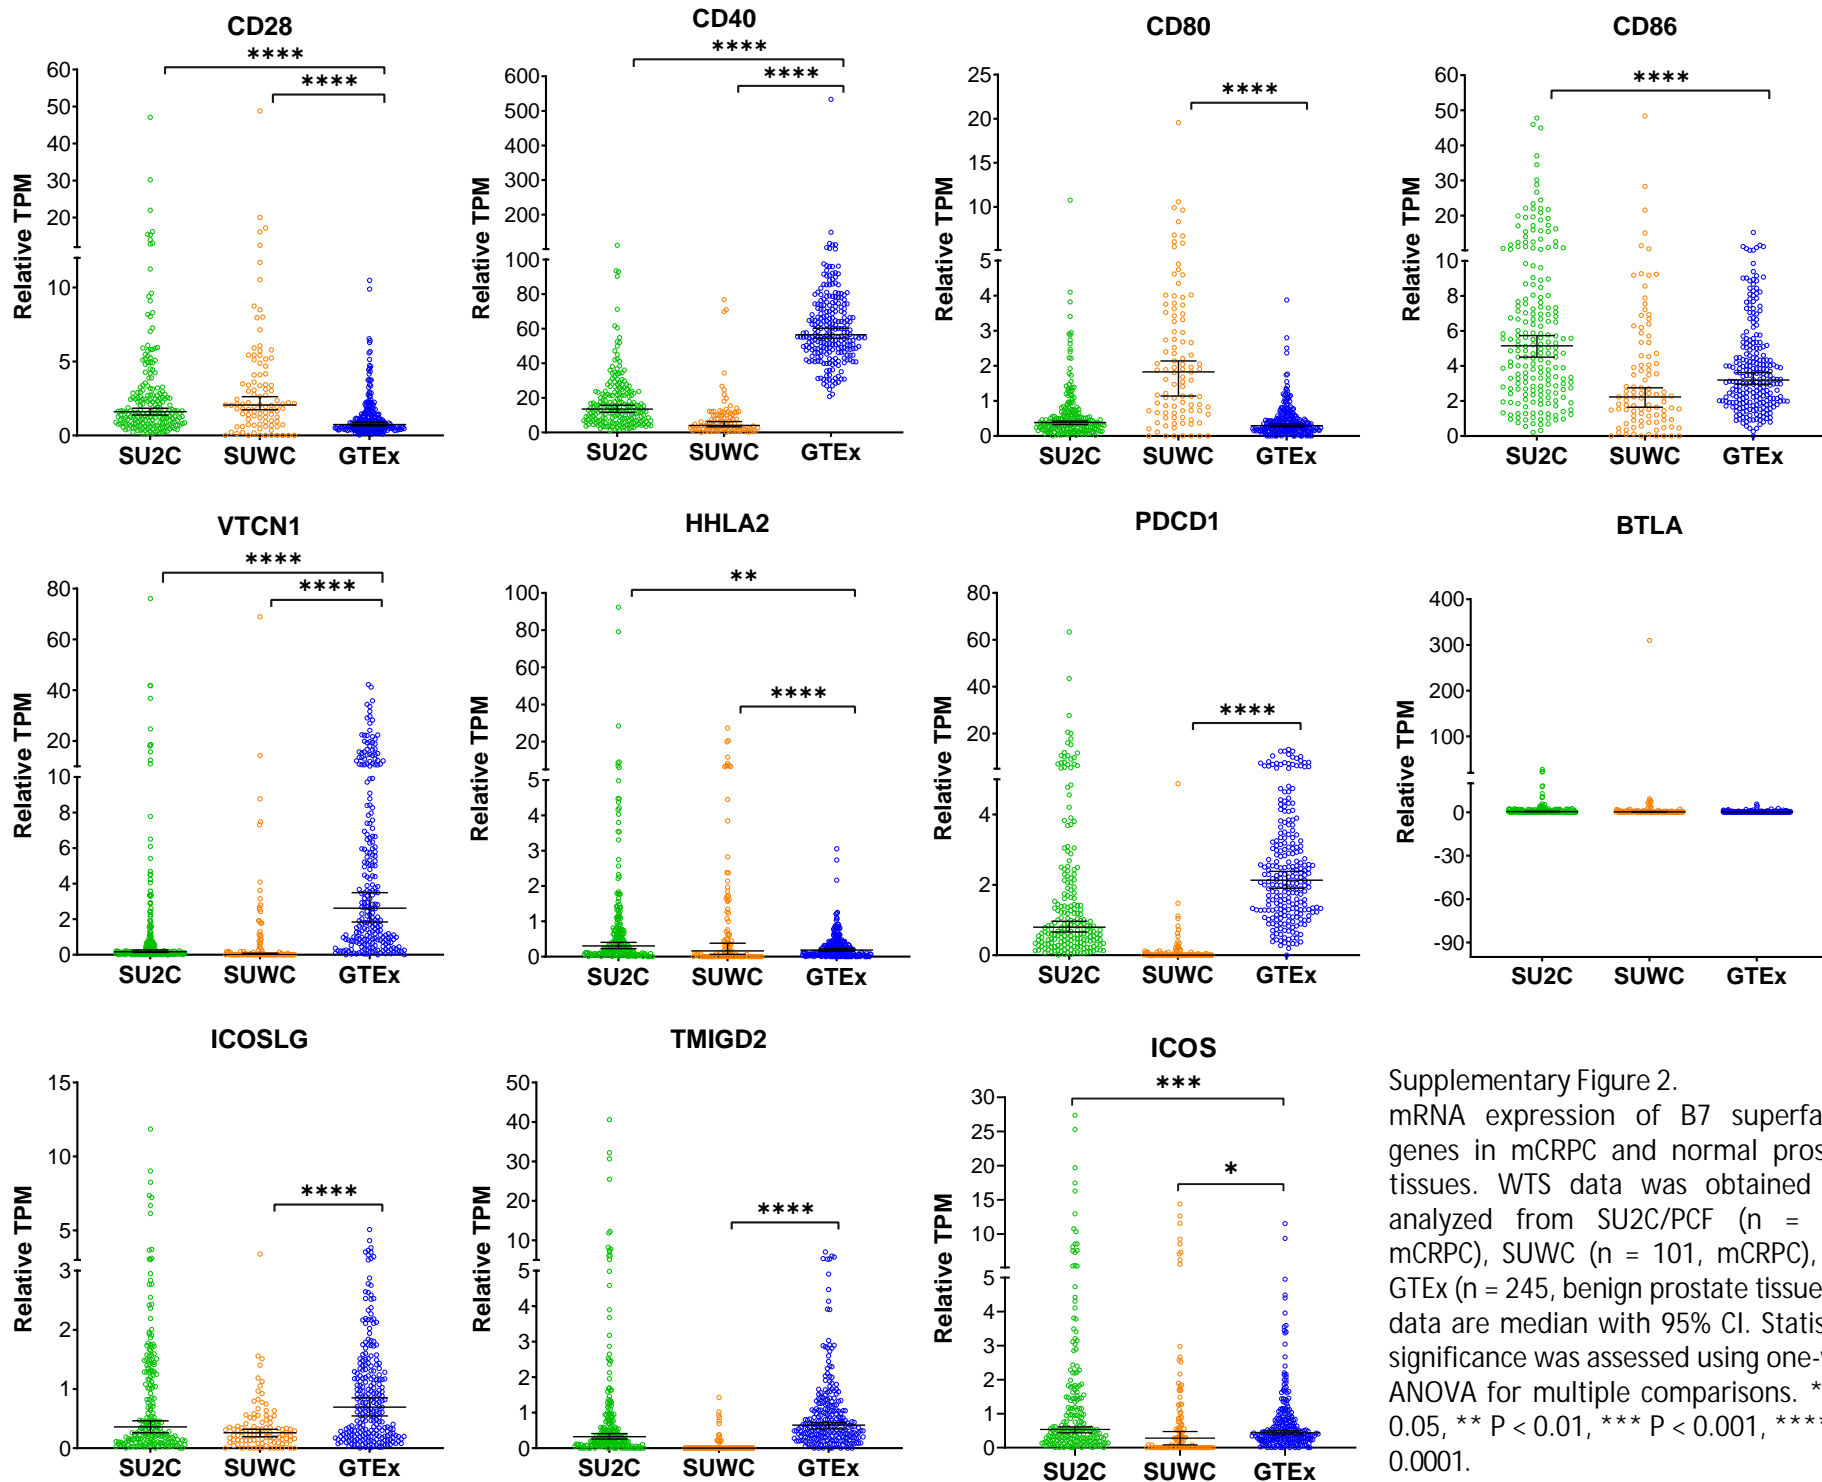 CD28
****
****
Relative TPM
60
50
40
30
20
10
5
0
SU2C SUWC GTEx
CD40
****
****
Relative TPM
600
500
400
300
200
100
80
60
40
20
0
SU2C SUWC GTEx
CD80
****
Relative TPM
25
20
15
10
5
4
3
2
1
0
SU2C SUWC GTEx
CD86
****
Relative TPM
60
50
40
30
20
10
8
6
4
2
0
SU2C SUWC GTEx
VTCN1
****
****
Relative TPM
80
60
40
20
10
8
6
4
2
0
SU2C SUWC GTEx
HHLA2
**
****
Relative TPM
100
80
60
40
20
5
4
3
2
1
0
SU2C SUWC GTEx
PDCD1
****
Relative TPM
80
60
40
20
4
2
0
SU2C SUWC GTEx
BTLA
Relative TPM
400
300
200
100
0
-30
-60
-90
SU2C SUWC GTEx
ICOSLG
****
Relative TPM
15
10
5
3
2
1
0
SU2C SUWC GTEx
TMIGD2
****
Relative TPM
50
40
30
20
10
5
4
3
2
1
0
SU2C SUWC GTEx
ICOS
***
*
Relative TPM
30
25
20
15
10
5
5
4
3
2
1
0
SU2C SUWC GTEx
Supplementary Figure 2.
mRNA expression of B7 superfa
genes in mCRPC and normal pros
tissues. WTS data was obtained
analyzed from SU2C/PCF (n =
mCRPC), SUWC (n = 101, mCRPC),
GTEx (n = 245, benign prostate tissue
data are median with 95% CI. Statis
significance was assessed using one-
ANOVA for multiple comparisons. *
0.05, ** P < 0.01, *** P < 0.001, ****
0.0001.